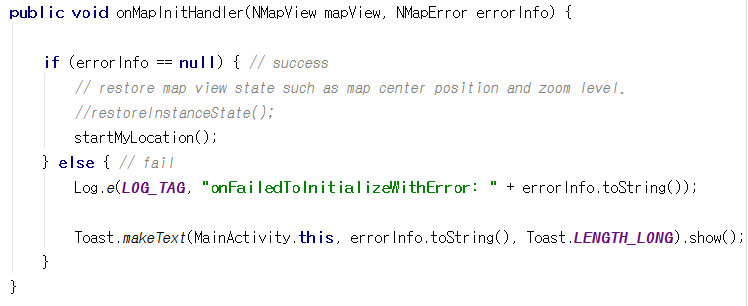 public void onMapInitHandler(NMapView mapView, NMapError errorInfo) {
if (errorInfo == null) { // success
// restore map view state such as map center position and zoom level.
//restoreInstanceState();
startMyLocation();
} else { // fail
Log.e(LOG_TAG, "onFailedToInitializeWithError: " + errorInfo.toString());
Toast.makeText(MainActivity.this, errorInfo.toString(), Toast.LENGTH_LONG).show();
}
}